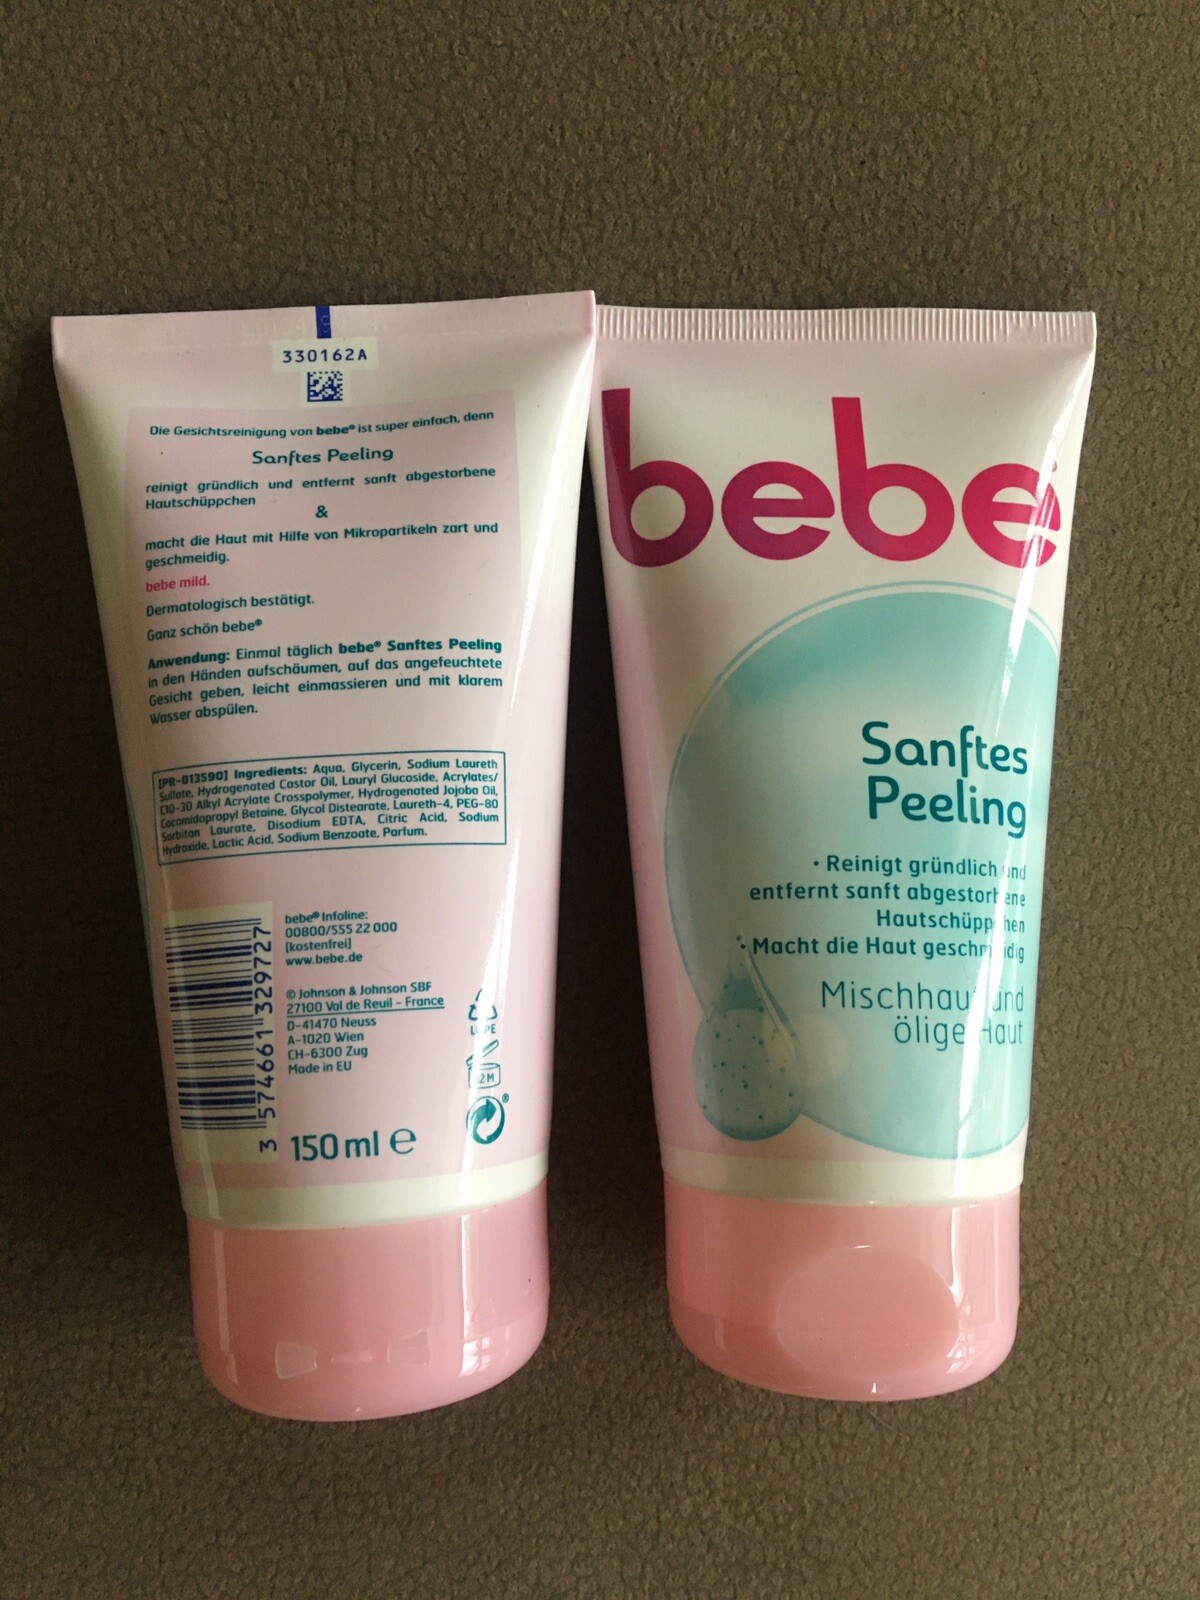 330162A
Die Gesichtsreinigung von bebe® ist super einfach, denn
Sanftes Peeling
reinigt gründlich und entfernt sanft abgestorbene
Hautschüppchen
&
macht die Haut mit Hilfe von Mikropartikeln zart und
geschmeidig.
bebe mild.
Dermatologisch bestätigt.
Ganz schön bebe®
Anwendung: Einmal täglich bebe® Sanftes Peeling
in den Händen aufschäumen, auf das angefeuchtete
Gesicht geben, leicht einmassieren und mit klarem
Wasser abspülen.
[PR-013590] Ingredients: Aqua, Glycerin, Sodium Laureth
Sulfate, Hydrogenated Castor Oil, Lauryl Glucoside, Acrylates/
C10-30 Alkyl Acrylate Crosspolymer, Hydrogenated Jojoba Oil,
Cocamidopropyl Betaine, Glycol Distearate, Laureth-4, PEG-80
Sorbitan Laurate, Disodium EDTA, Citric Acid, Sodium
Hydroxide, Lactic Acid, Sodium Benzoate, Parfum.
3 574661 329727
bebe® Infoline:
00800/555 22 000
[kostenfrei]
www.bebe.de
© Johnson & Johnson SBF
27100 Val de Reuil - France
D-41470 Neuss
A-1020 Wien
CH-6300 Zug
Made in EU
12M
150 ml e
bebe
Sanftes
Peeling
• Reinigt gründlich und
entfernt sanft abgestorbene
Hautschüppchen
• Macht die Haut geschmeidig
Mischhaut und
ölige Haut